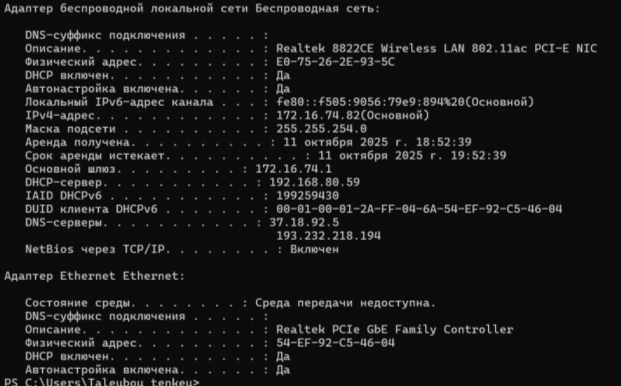 Адаптер беспроводной локальной сети Беспроводная сеть:
DNS-суффикс подключения . . . . . :
Описание. . . . . . . . . . . . . : Realtek 8822CE Wireless LAN 802.11ac PCI-E NIC
Физический адрес. . . . . . . . . : E0-75-26-2E-93-5C
DHCP включен. . . . . . . . . . . : Да
Автонастройка включена. . . . . . : Да
Локальный IPv6-адрес канала . . . : fe80::f505:9056:79e9:894%20(Основной)
IPv4-адрес. . . . . . . . . . . . : 172.16.74.82(Основной)
Маска подсети . . . . . . . . . . : 255.255.254.0
Аренда получена. . . . . . . . . . : 11 октября 2025 г. 18:52:39
Срок аренды истекает. . . . . . . . . . : 11 октября 2025 г. 19:52:39
Основной шлюз. . . . . . . . . : 172.16.74.1
DHCP-сервер. . . . . . . . . . . : 192.168.80.59
IAID DHCPv6 . . . . . . . . . . . : 199259430
DUID клиента DHCPv6 . . . . . . . : 00-01-00-01-2A-FF-04-6A-54-EF-92-C5-46-04
DNS-серверы. . . . . . . . . . . : 37.18.92.5
193.232.218.194
NetBios через TCP/IP. . . . . . . . : Включен
Адаптер Ethernet Ethernet:
Состояние среды. . . . . . . . : Среда передачи недоступна.
DNS-суффикс подключения . . . . . :
Описание. . . . . . . . . . . . . : Realtek PCIe GbE Family Controller
Физический адрес. . . . . . . . . : 54-EF-92-C5-46-04
DHCP включен. . . . . . . . . . . : Да
Автонастройка включена. . . . . . : Да
PS C:\Users\Taleubou tenkeu>